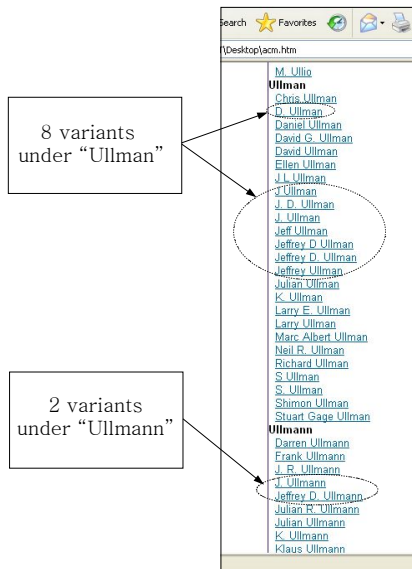 Search Favorites
\Desktop\acm.htm
M. Ullio
Ullman
Chris Ullman
D. Ullman
Daniel Ullman
David G. Ullman
David Ullman
Ellen Ullman
J L Ullman
J Ullman
J. D. Ullman
J. Ullman
Jeff Ullman
Jeffrey D Ullman
Jeffrey D. Ullman
Jeffrey Ullman
Julian Ullman
K. Ullman
Larry E. Ullman
Larry Ullman
Marc Albert Ullman
Neil R. Ullman
Richard Ullman
S Ullman
S. Ullman
Shimon Ullman
Stuart Gage Ullman
Ullmann
Darren Ullmann
Frank Ullmann
J. R. Ullmann
J. Ullmann
Jeffrey D. Ullmann
Julian R. Ullmann
Julian Ullmann
K. Ullmann
Klaus Ullmann
8 variants
under “Ullman”
2 variants
under “Ullmann”